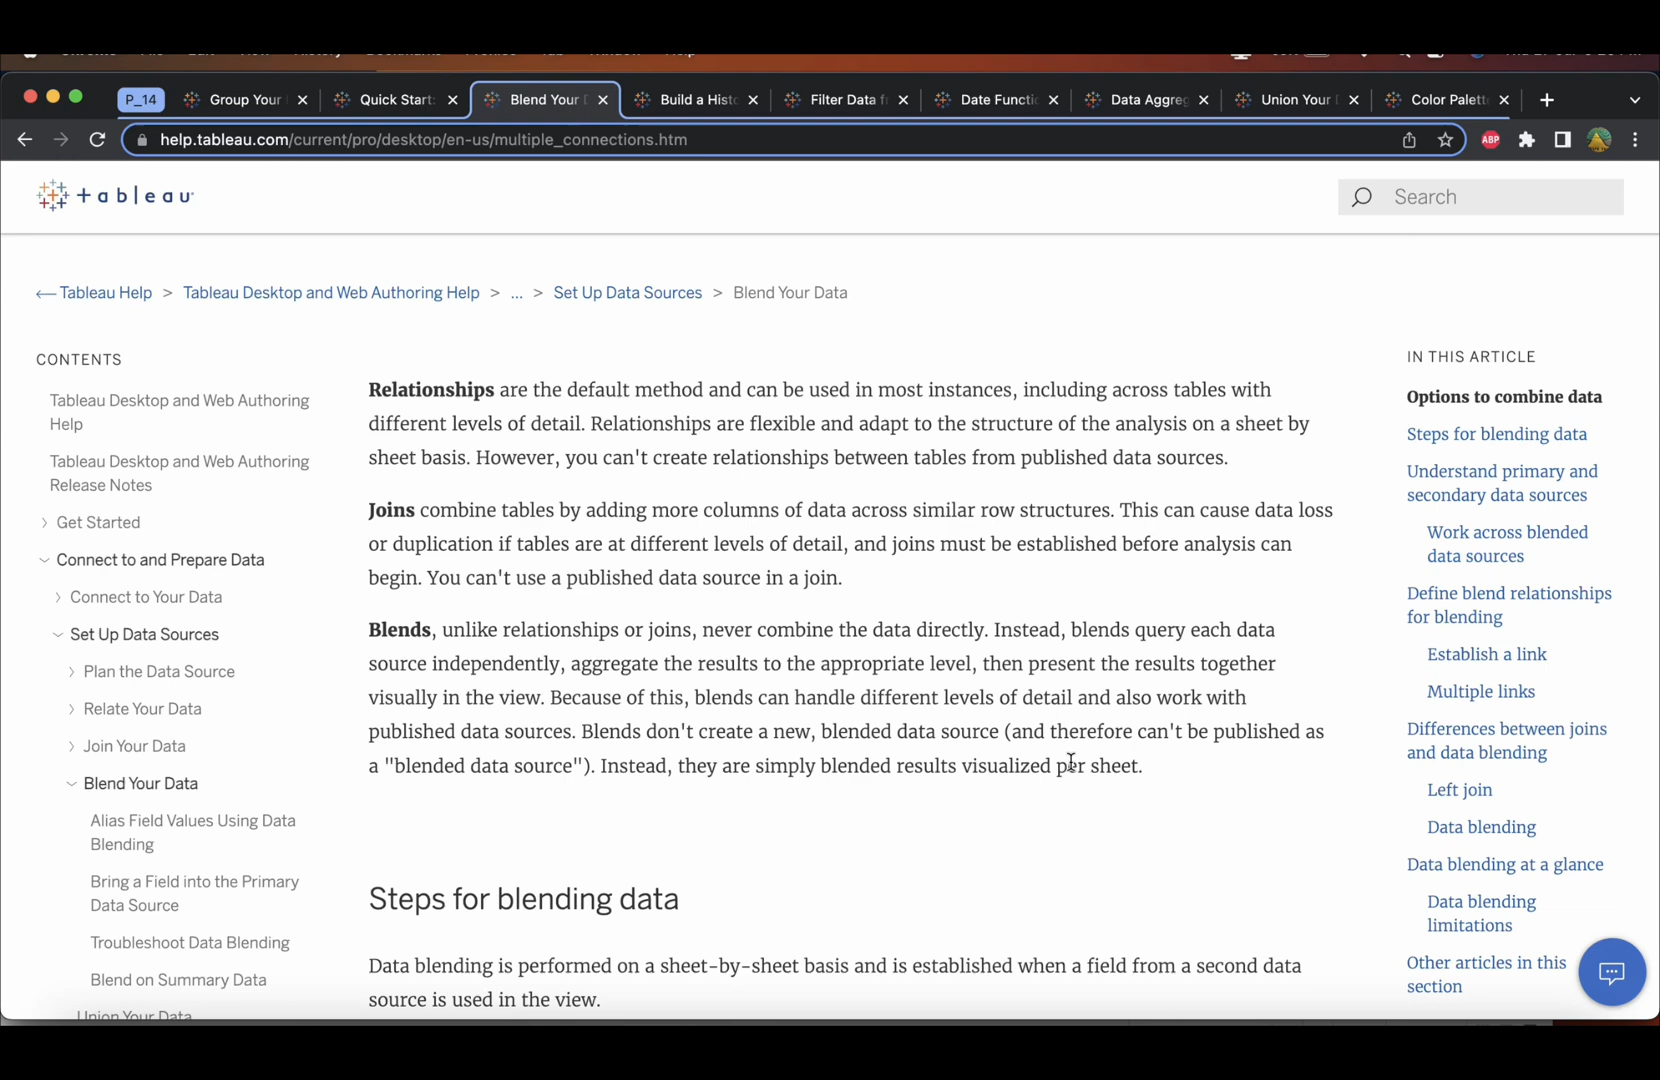 P_14
Group Your
Quick Start:
Blend Your D
Build a Histo
Filter Data fr
Date Functio
Data Aggreg
Union Your D
Color Palette
help.tableau.com/current/pro/desktop/en-us/multiple_connections.htm
ABP
+ a b l e a u
Search
Tableau Help > Tableau Desktop and Web Authoring Help > ... > Set Up Data Sources > Blend Your Data
CONTENTS
Tableau Desktop and Web Authoring
Help
Tableau Desktop and Web Authoring
Release Notes
Get Started
Connect to and Prepare Data
Connect to Your Data
Set Up Data Sources
Plan the Data Source
Relate Your Data
Join Your Data
Blend Your Data
Alias Field Values Using Data
Blending
Bring a Field into the Primary
Data Source
Troubleshoot Data Blending
Blend on Summary Data
Union Your Data
Relationships are the default method and can be used in most instances, including across tables with
different levels of detail. Relationships are flexible and adapt to the structure of the analysis on a sheet by
sheet basis. However, you can't create relationships between tables from published data sources.
Joins combine tables by adding more columns of data across similar row structures. This can cause data loss
or duplication if tables are at different levels of detail, and joins must be established before analysis can
begin. You can't use a published data source in a join.
Blends, unlike relationships or joins, never combine the data directly. Instead, blends query each data
source independently, aggregate the results to the appropriate level, then present the results together
visually in the view. Because of this, blends can handle different levels of detail and also work with
published data sources. Blends don't create a new, blended data source (and therefore can't be published as
a "blended data source"). Instead, they are simply blended results visualized per sheet.
Steps for blending data
Data blending is performed on a sheet-by-sheet basis and is established when a field from a second data
source is used in the view.
IN THIS ARTICLE
Options to combine data
Steps for blending data
Understand primary and
secondary data sources
Work across blended
data sources
Define blend relationships
for blending
Establish a link
Multiple links
Differences between joins
and data blending
Left join
Data blending
Data blending at a glance
Data blending
limitations
Other articles in this
section